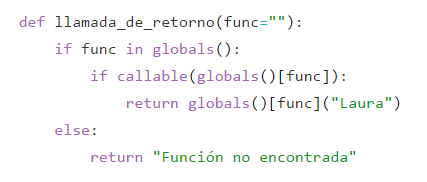 def llamada_de_retorno(func=""):
    if func in globals():
        if callable(globals()[func]):
            return globals()[func]("Laura")
    else:
        return "Función no encontrada"